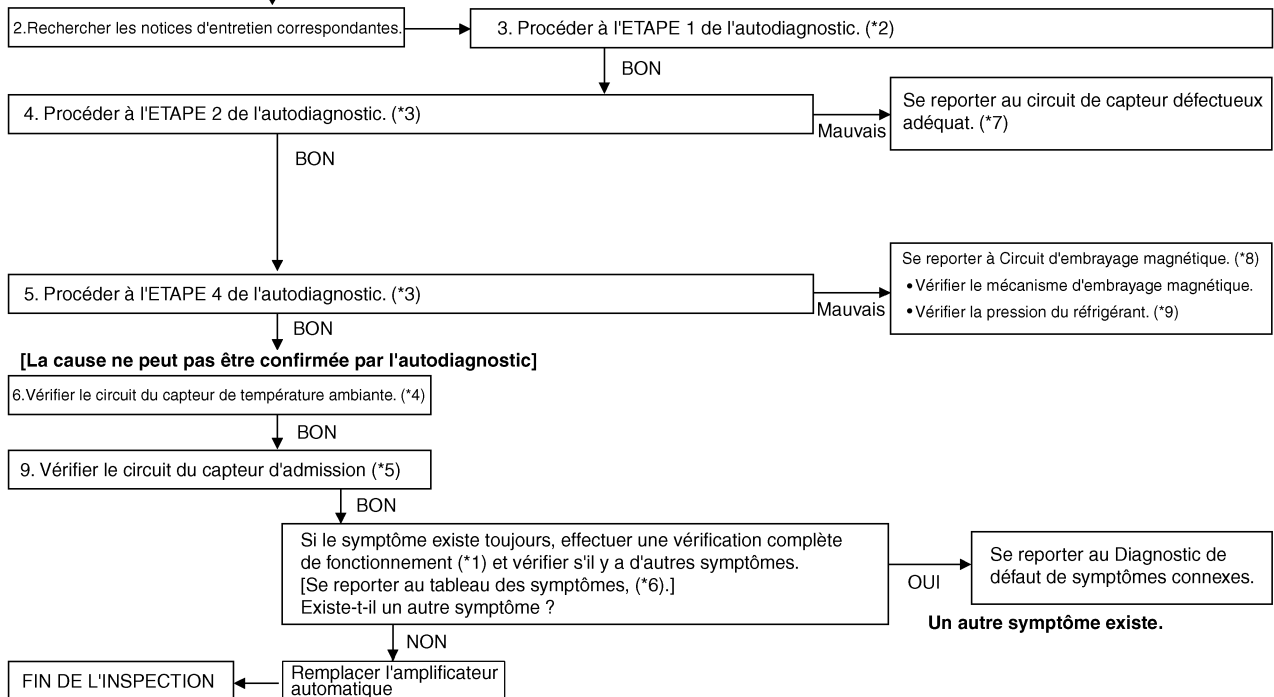 2.Rechercher les notices d'entretien correspondantes.
3. Procéder à l'ETAPE 1 de l'autodiagnostic. (*2)
BON
4. Procéder à l'ETAPE 2 de l'autodiagnostic. (*3)
Mauvais
Se reporter au circuit de capteur défectueux
adéquat. (*7)
BON
5. Procéder à l'ETAPE 4 de l'autodiagnostic. (*3)
Mauvais
Se reporter à Circuit d'embrayage magnétique. (*8)
• Vérifier le mécanisme d'embrayage magnétique.
• Vérifier la pression du réfrigérant. (*9)
BON
[La cause ne peut pas être confirmée par l'autodiagnostic]
6.Vérifier le circuit du capteur de température ambiante. (*4)
BON
9. Vérifier le circuit du capteur d'admission (*5)
BON
Si le symptôme existe toujours, effectuer une vérification complète
de fonctionnement (*1) et vérifier s'il y a d'autres symptômes.
[Se reporter au tableau des symptômes, (*6).]
Existe-t-il un autre symptôme ?
OUI
Se reporter au Diagnostic de
défaut de symptômes connexes.
Un autre symptôme existe.
NON
Remplacer l'amplificateur
automatique
FIN DE L'INSPECTION